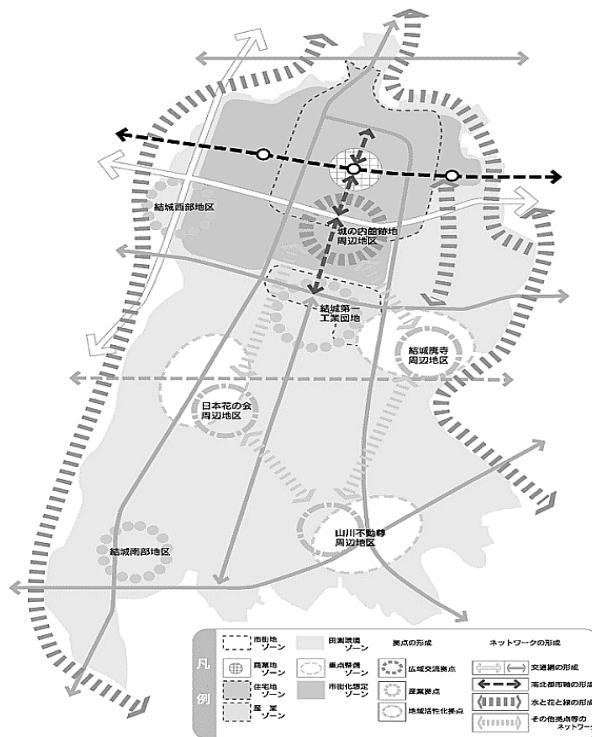 結城西部地区
城の内館跡地
周辺地区
結城第一
工業団地
結城廃寺
周辺地区
日本花の会
周辺地区
山川不動尊
周辺地区
結城南部地区
凡例
市街地
ゾーン
田園環境
ゾーン
拠点の形成
ネットワークの形成
商業地
ゾーン
重点整備
ゾーン
広域交流拠点
交通網の形成
住宅地
ゾーン
市街化想定
ゾーン
産業拠点
南北都市軸の形成
産業
ゾーン
地域活性化拠点
水と花と緑の形成
その他拠点等の
ネットワーク